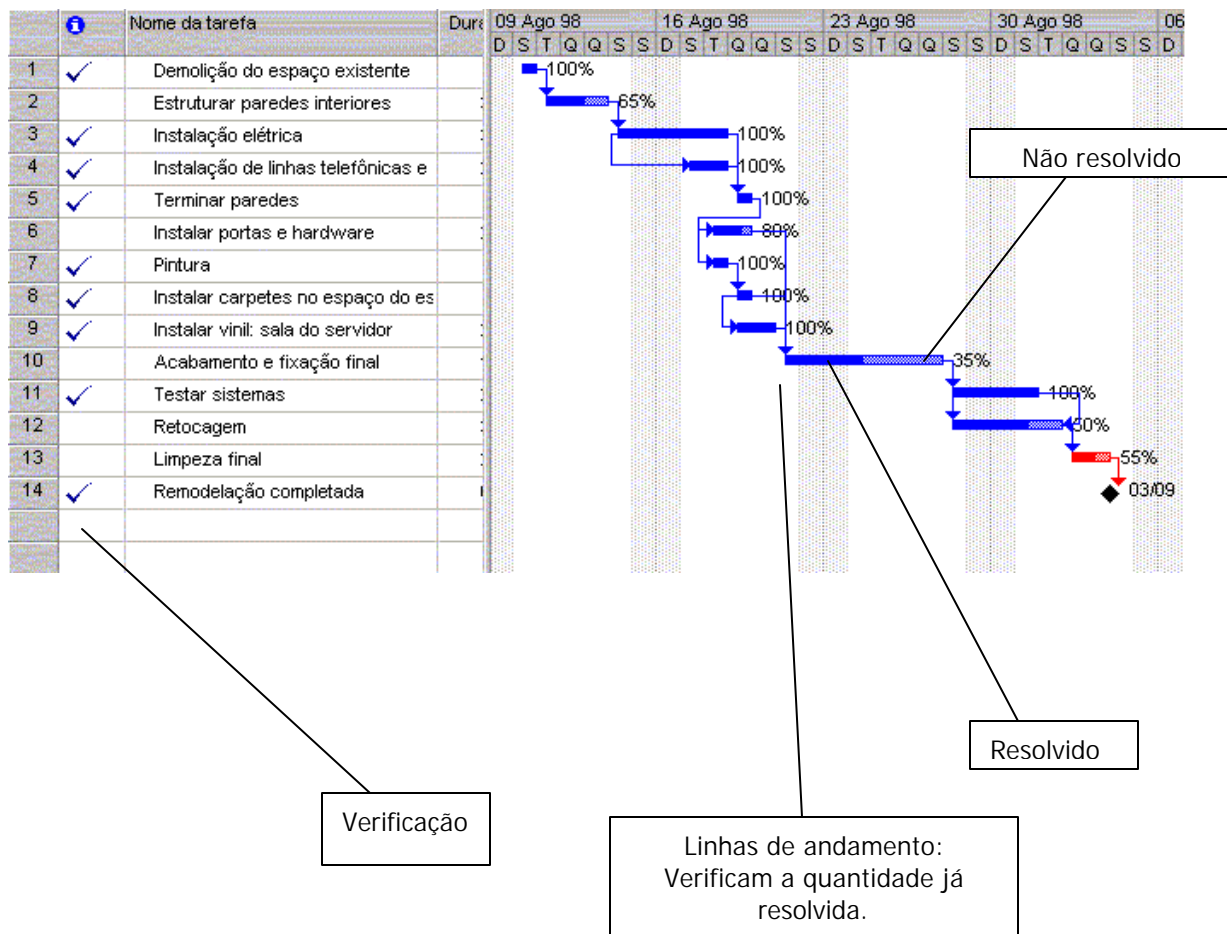 Nome da tarefa Dura 09 Ago 98 16 Ago 98 23 Ago 98 30 Ago 98 06
D S T Q Q S S D S T Q Q S S D S T Q Q S S D S T Q Q S S D
1 Demolição do espaço existente 100%
2 Estruturar paredes interiores 65%
3 Instalação elétrica 100%
4 Instalação de linhas telefônicas e 100%
5 Terminar paredes 100%
6 Instalar portas e hardware 80%
7 Pintura 100%
8 Instalar carpetes no espaço do es 100%
9 Instalar vinil: sala do servidor 100%
10 Acabamento e fixação final 35%
11 Testar sistemas 100%
12 Retocagem 50%
13 Limpeza final 55%
14 Remodelação completada 03/09
Não resolvido
Resolvido
Verificação
Linhas de andamento:
Verificam a quantidade já
resolvida.